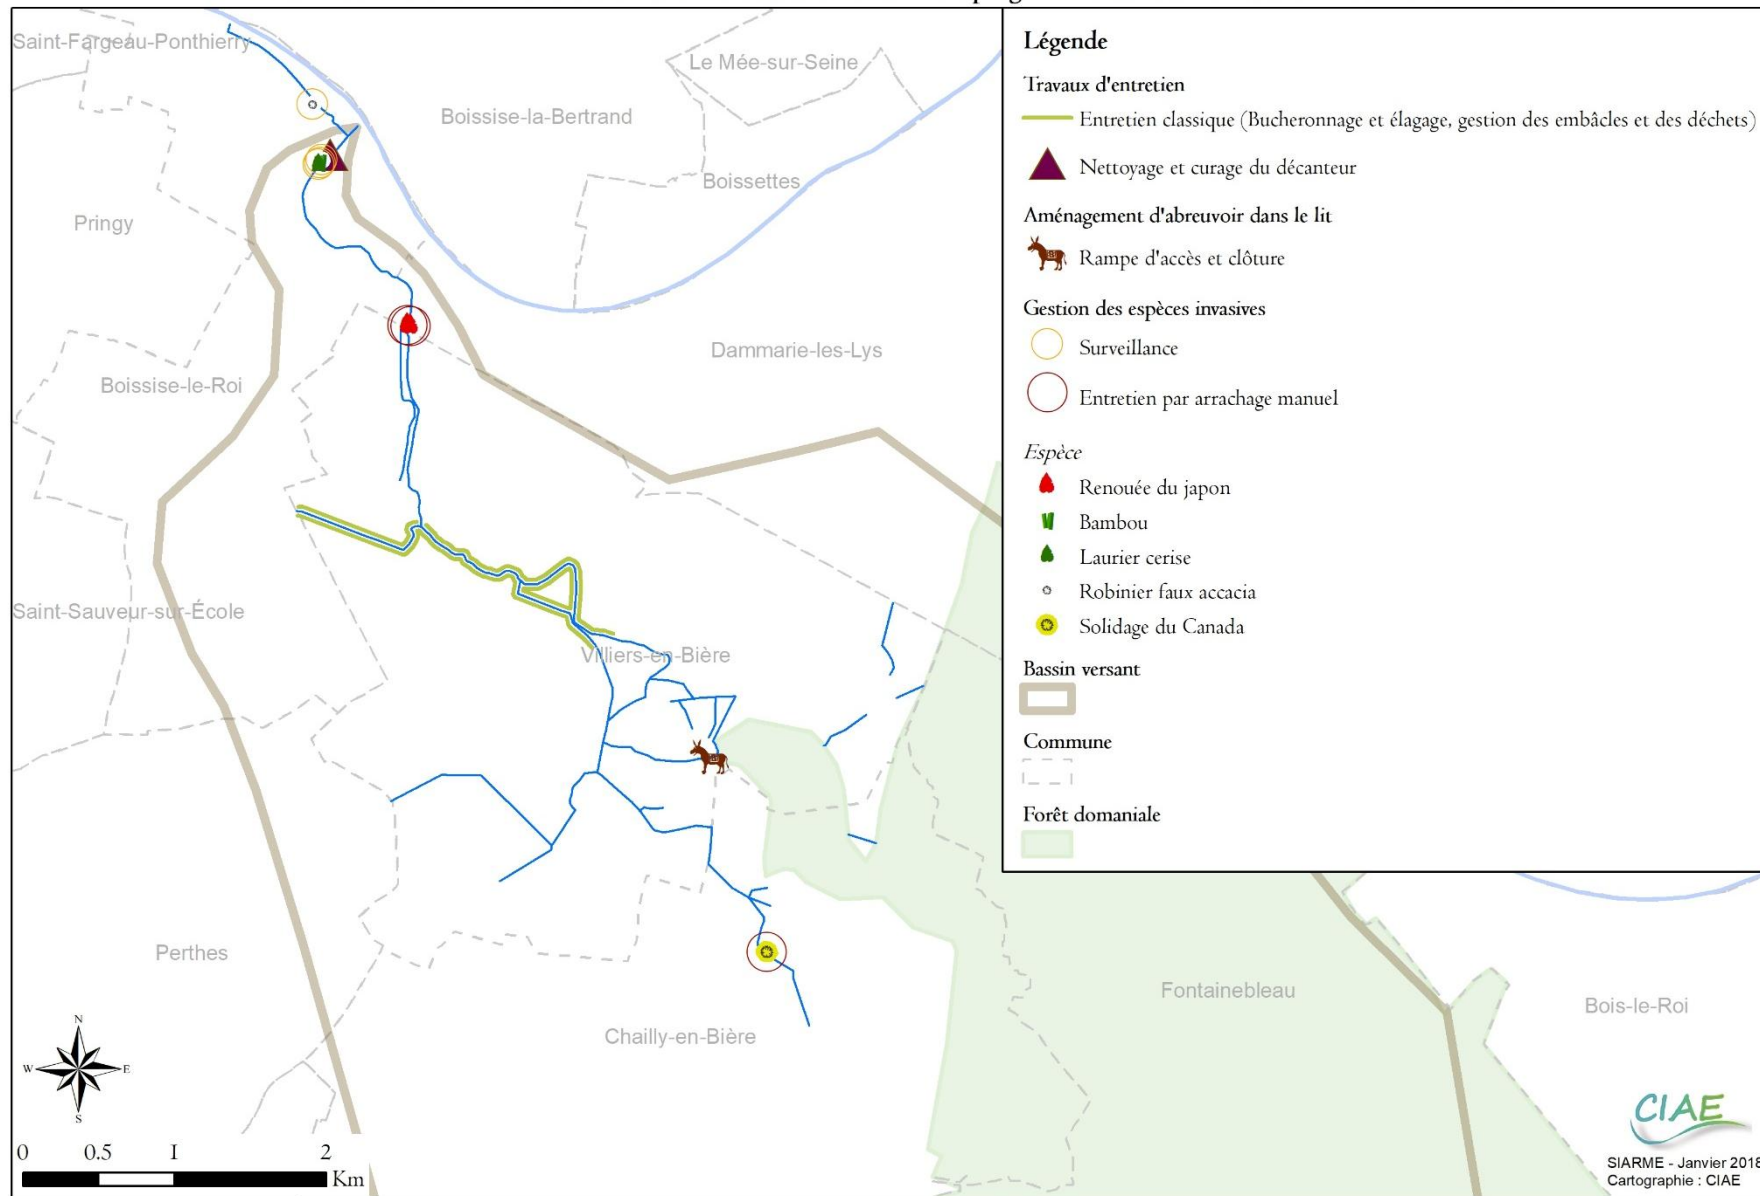 Saint-Fargeau-Ponthierry
Le Mée-sur-Seine
Boissise-la-Bertrand
Boissettes
Pringy
Dammarie-les-Lys
Boissise-le-Roi
Saint-Sauveur-sur-École
Villiers-en-Bière
Perthes
Chailly-en-Bière
Fontainebleau
Bois-le-Roi
Légende
Travaux d'entretien
Entretien classique (Bucheronnage et élagage, gestion des embâcles et des déchets)
Nettoyage et curage du décanteur
Aménagement d'abreuvoir dans le lit
Rampe d'accès et clôture
Gestion des espèces invasives
Surveillance
Entretien par arrachage manuel
Espèce
Renouée du japon
Bambou
Laurier cerise
Robinier faux accacia
Solidage du Canada
Bassin versant
Commune
Forêt domaniale
N
W E
S
0 0.5 1 2
Km
CIAE
SIARME - Janvier 2018
Cartographie : CIAE